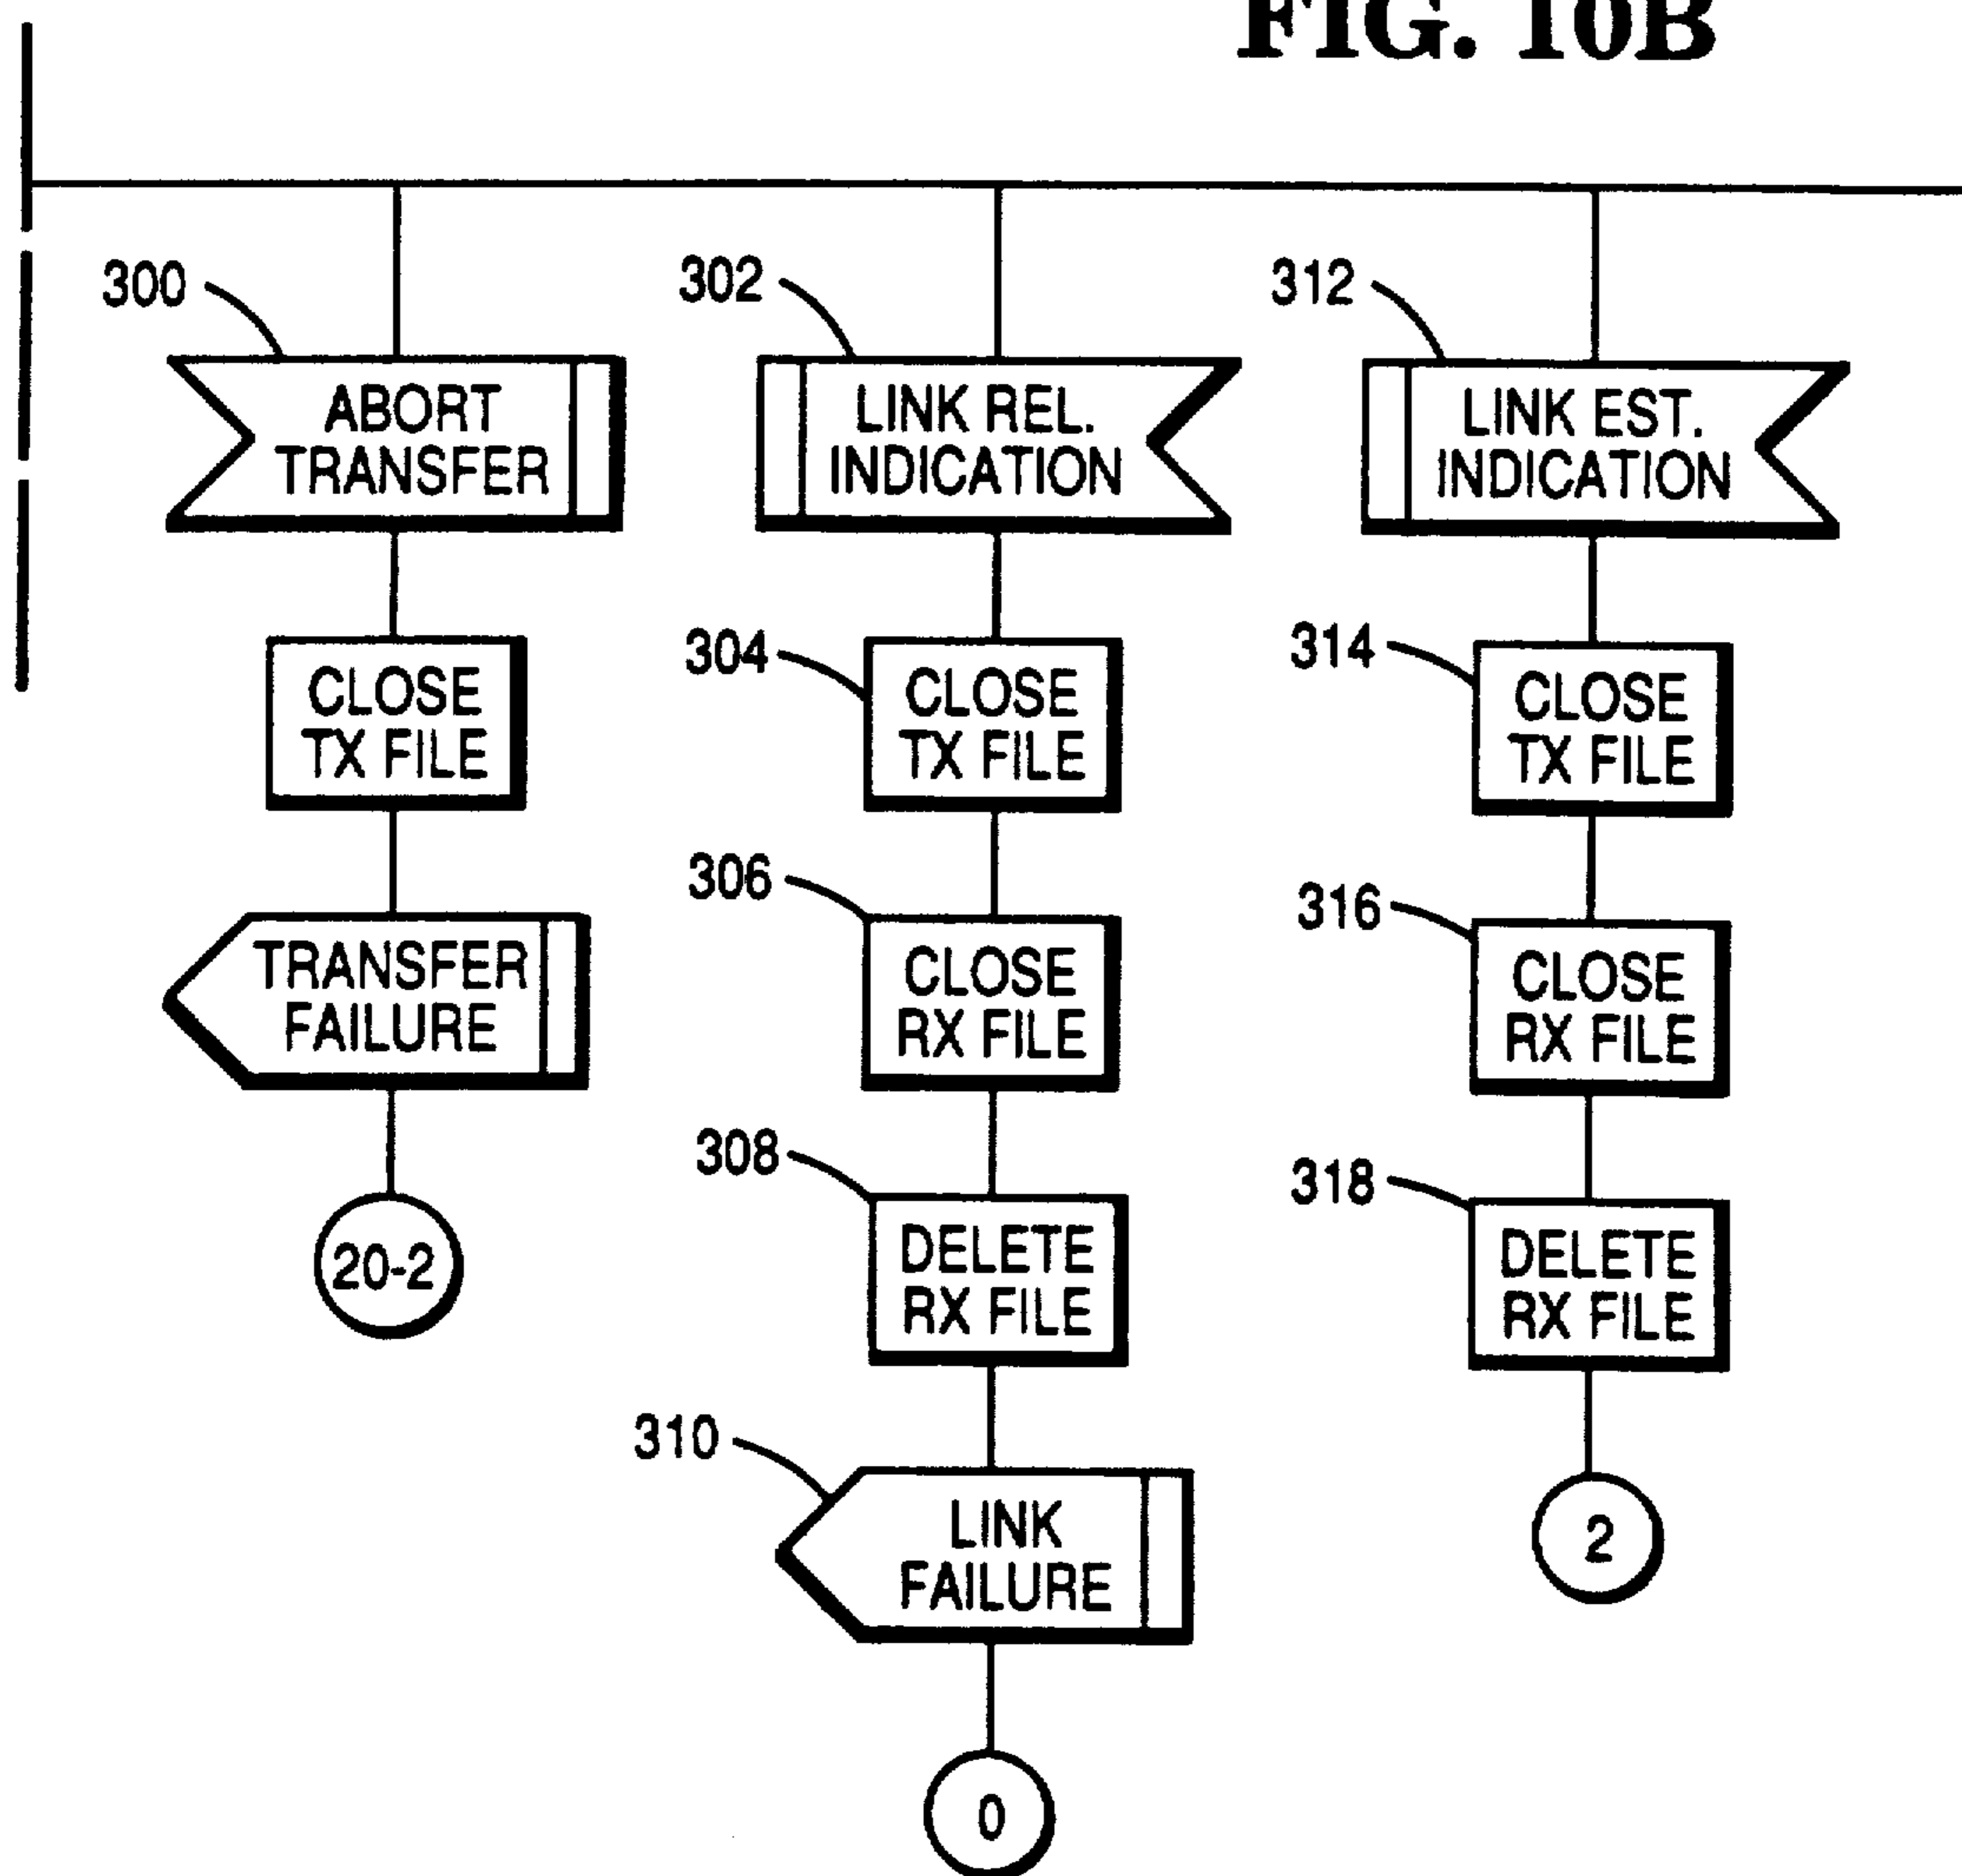 FIG. 10B
300
ABORT
TRANSFER
CLOSE
TX FILE
TRANSFER
FAILURE
20-2
302
LINK REL.
INDICATION
304
CLOSE
TX FILE
306
CLOSE
RX FILE
308
DELETE
RX FILE
310
LINK
FAILURE
0
312
LINK EST.
INDICATION
314
CLOSE
TX FILE
316
CLOSE
RX FILE
318
DELETE
RX FILE
2